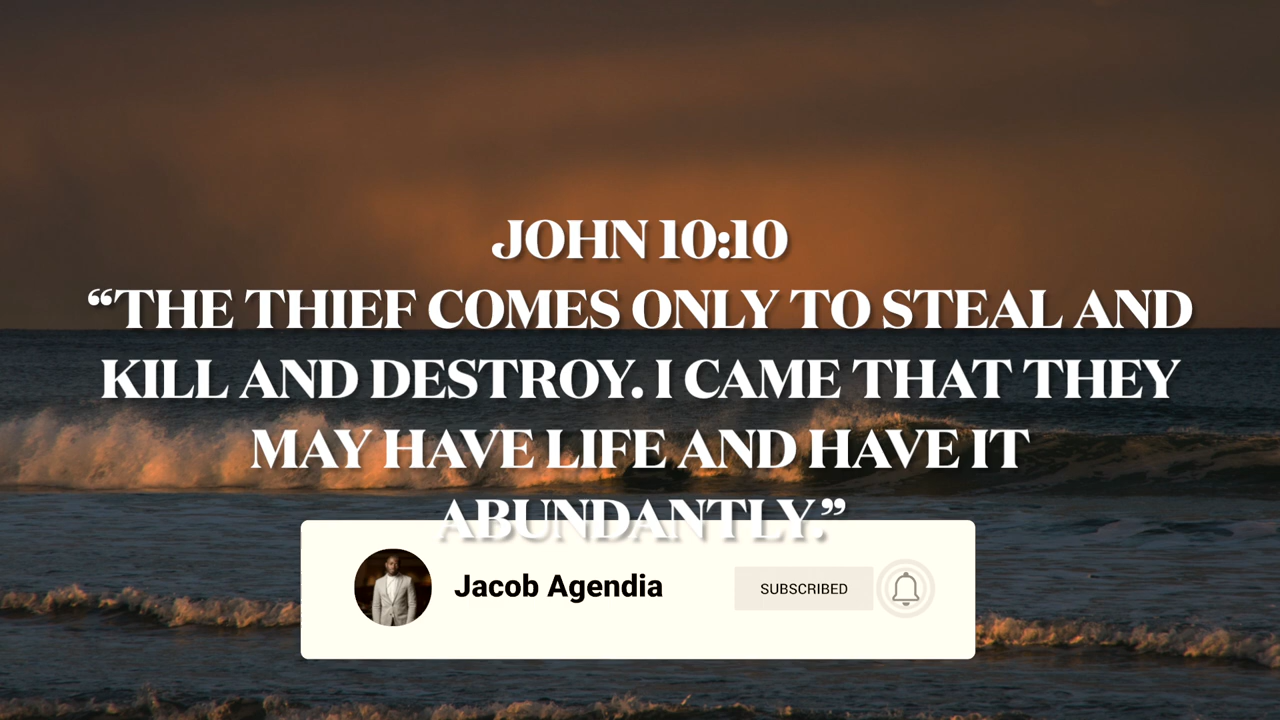 JOHN 10:10
“THE THIEF COMES ONLY TO STEAL AND
KILL AND DESTROY. I CAME THAT THEY
MAY HAVE LIFE AND HAVE IT
ABUNDANTLY.”
Jacob Agendia
SUBSCRIBED